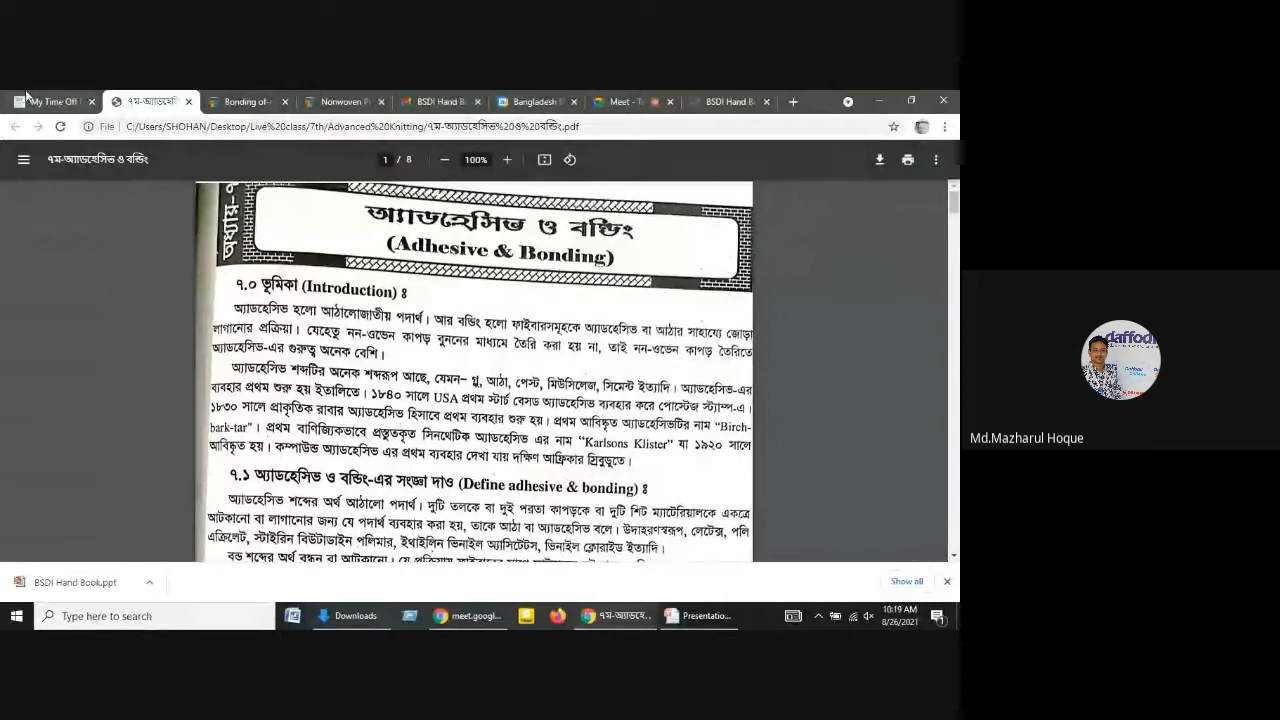 My Time Off
৭ম-অ্যাডহেসি
Bonding of
Nonwoven P
BSDI Hand B
Bangladesh
Meet - T
BSDI Hand B
File
C:/Users/SHOHAN/Desktop/Live%20class/7th/Advanced%20Knitting/৭ম-অ্যাডহেসিভ%20ও%20বন্ডিং.pdf
৭ম-অ্যাডহেসিভ ও বন্ডিং
1 / 8
100%
অ্যাডহেসিভ ও বন্ডিং
(Adhesive & Bonding)
৭.০ ভূমিকা (Introduction) ঃ
অ্যাডহেসিভ হলো আঠালোজাতীয় পদার্থ। আর বন্ডিং হলো ফাইবারসমূহকে অ্যাডহেসিভ বা আঠার সাহায্যে জোড়া
লাগানোর প্রক্রিয়া। যেহেতু নন-ওভেন কাপড় বুননের মাধ্যমে তৈরি করা হয় না, তাই নন-ওভেন কাপড় তৈরিতে
অ্যাডহেসিভ-এর গুরুত্ব অনেক বেশি।
অ্যাডহেসিভ শব্দটির অনেক শব্দরূপ আছে, যেমন– গ্লু, আঠা, পেস্ট, মিউসিলেজ, সিমেন্ট ইত্যাদি। অ্যাডহেসিভ-এর
ব্যবহার প্রথম শুরু হয় ইতালিতে। ১৮৪০ সালে USA প্রথম স্টার্চ বেসড অ্যাডহেসিভ ব্যবহার করে পোস্টেজ স্ট্যাম্প-এ।
১৮৩০ সালে প্রাকৃতিক রাবার অ্যাডহেসিভ হিসাবে প্রথম ব্যবহার শুরু হয়। প্রথম আবিষ্কৃত অ্যাডহেসিভটির নাম “Birch-
bark-tar”। প্রথম বাণিজ্যিকভাবে প্রস্তুতকৃত সিনথেটিক অ্যাডহেসিভ এর নাম “Karlsons Klister” যা ১৯২০ সালে
আবিষ্কৃত হয়। কম্পাউন্ড অ্যাডহেসিভ এর প্রথম ব্যবহার দেখা যায় দক্ষিণ আফ্রিকার সিবুডুতে।
৭.১ অ্যাডহেসিভ ও বন্ডিং-এর সংজ্ঞা দাও (Define adhesive & bonding) ঃ
অ্যাডহেসিভ শব্দের অর্থ আঠালো পদার্থ। দুটি তলকে বা দুই পরতা কাপড়কে বা দুটি শিট ম্যাটেরিয়ালকে একত্রে
আটকানো বা লাগানোর জন্য যে পদার্থ ব্যবহার করা হয়, তাকে আঠা বা অ্যাডহেসিভ বলে। উদাহরণস্বরূপ, লেটেক্স, পলি
এক্রিলেট, স্টাইরিন বিউটাডাইন পলিমার, ইথাইলিন ভিনাইল অ্যাসিটেটস, ভিনাইল ক্লোরাইড ইত্যাদি।
বন্ড শব্দের অর্থ বন্ধন বা আটকানো।
daffodil
Md.Mazharul Hoque
BSDI Hand Book.ppt
Show all
Type here to search
Downloads
meet.googl...
৭ম-অ্যাডহে...
Presentatio...
10:19 AM
8/26/2021